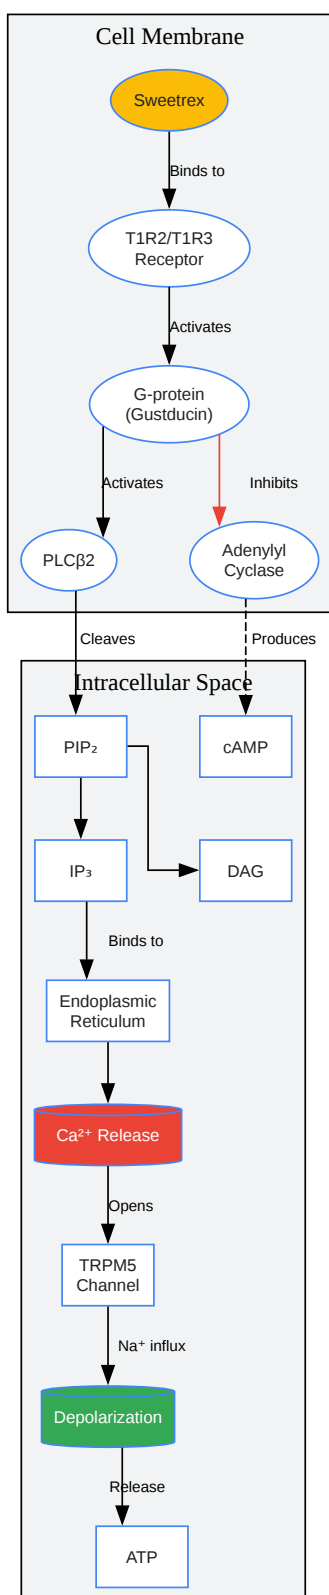 Cell Membrane
Sweetrex
Binds to
T1R2/T1R3
Receptor
Activates
G-protein
(Gustducin)
Activates
Inhibits
PLCβ2
Adenylyl
Cyclase
Cleaves
Produces
Intracellular Space
PIP₂
cAMP
IP₃
DAG
Binds to
Endoplasmic
Reticulum
Ca²⁺ Release
Opens
TRPM5
Channel
Na⁺ influx
Depolarization
Release
ATP